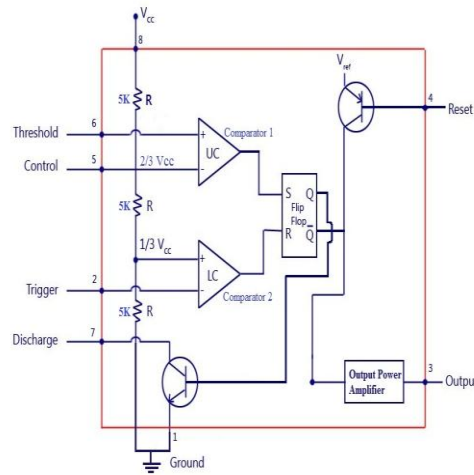 Vcc
8
5K R
Vref
4
Reset
Threshold 6
+ Comparator 1
UC
Control 5
2/3 Vcc -
S Q
Flip
Flop
R Q̅
5K R
1/3 Vcc
+
LC
Trigger 2
- Comparator 2
5K R
Discharge 7
Output Power
Amplifier
3
Output
1
Ground